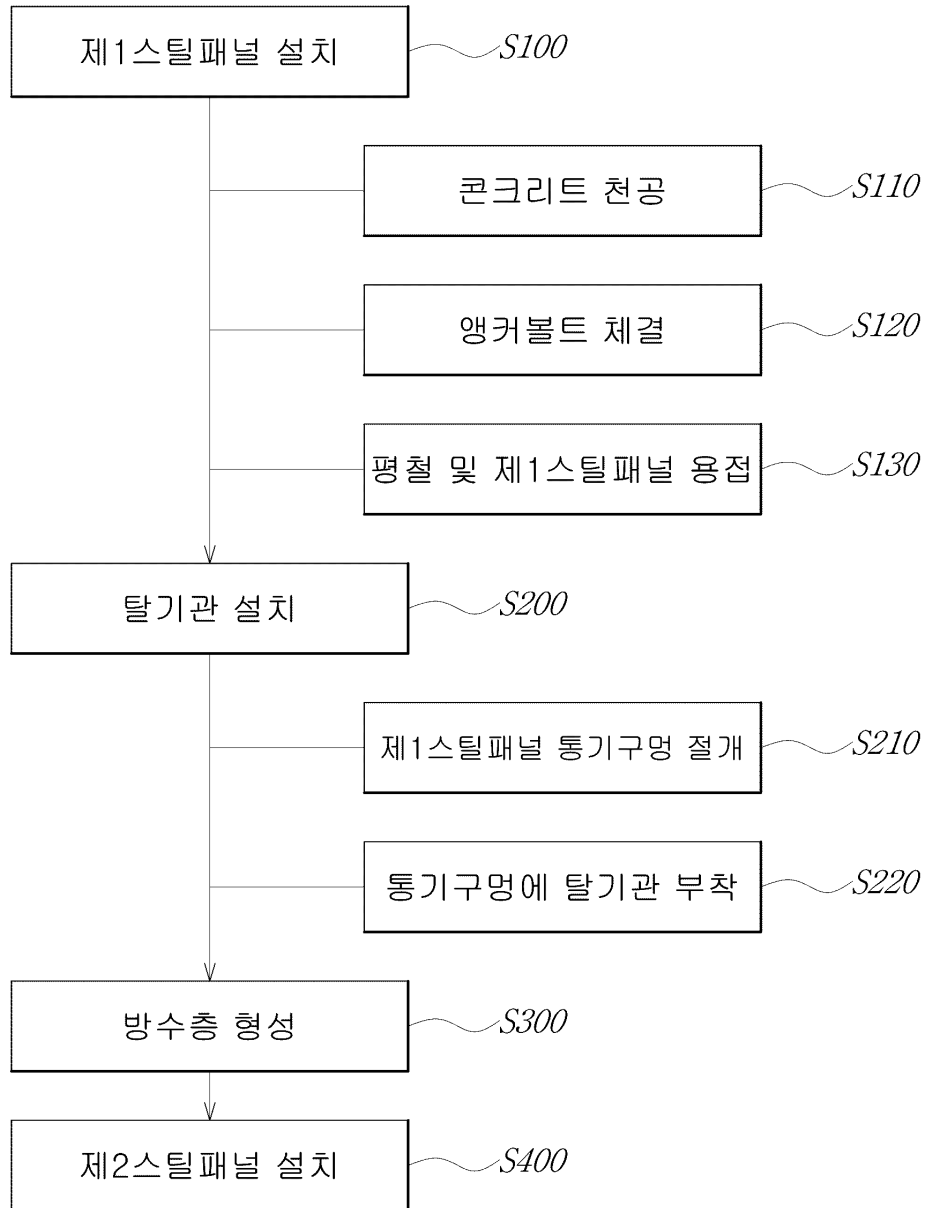 제1스틸패널 설치 S100
콘크리트 천공 S110
앵커볼트 체결 S120
평철 및 제1스틸패널 용접 S130
탈기관 설치 S200
제1스틸패널 통기구멍 절개 S210
통기구멍에 탈기관 부착 S220
방수층 형성 S300
제2스틸패널 설치 S400